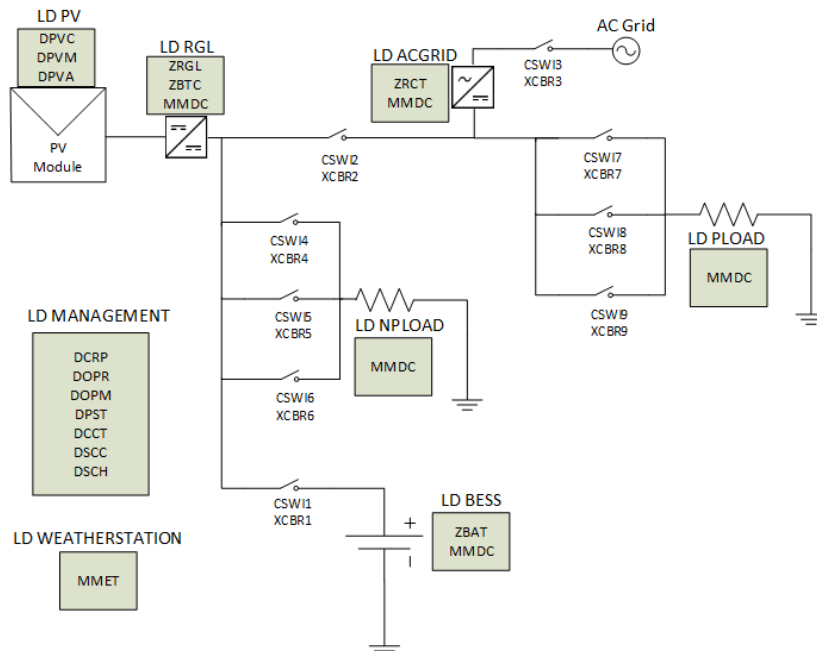 LD PV
DPVC
DPVM
DPVA
PV
Module
LD RGL
ZRGL
ZBTC
MMDC
LD ACGRID
ZRCT
MMDC
CSWI3
XCBR3
AC Grid
CSWI2
XCBR2
CSWI7
XCBR7
CSWI8
XCBR8
CSWI9
XCBR9
LD PLOAD
MMDC
CSWI4
XCBR4
CSWI5
XCBR5
CSWI6
XCBR6
LD NPLOAD
MMDC
LD MANAGEMENT
DCRP
DOPR
DOPM
DPST
DCCT
DSCC
DSCH
CSWI1
XCBR1
+
LD BESS
ZBAT
MMDC
LD WEATHERSTATION
MMET